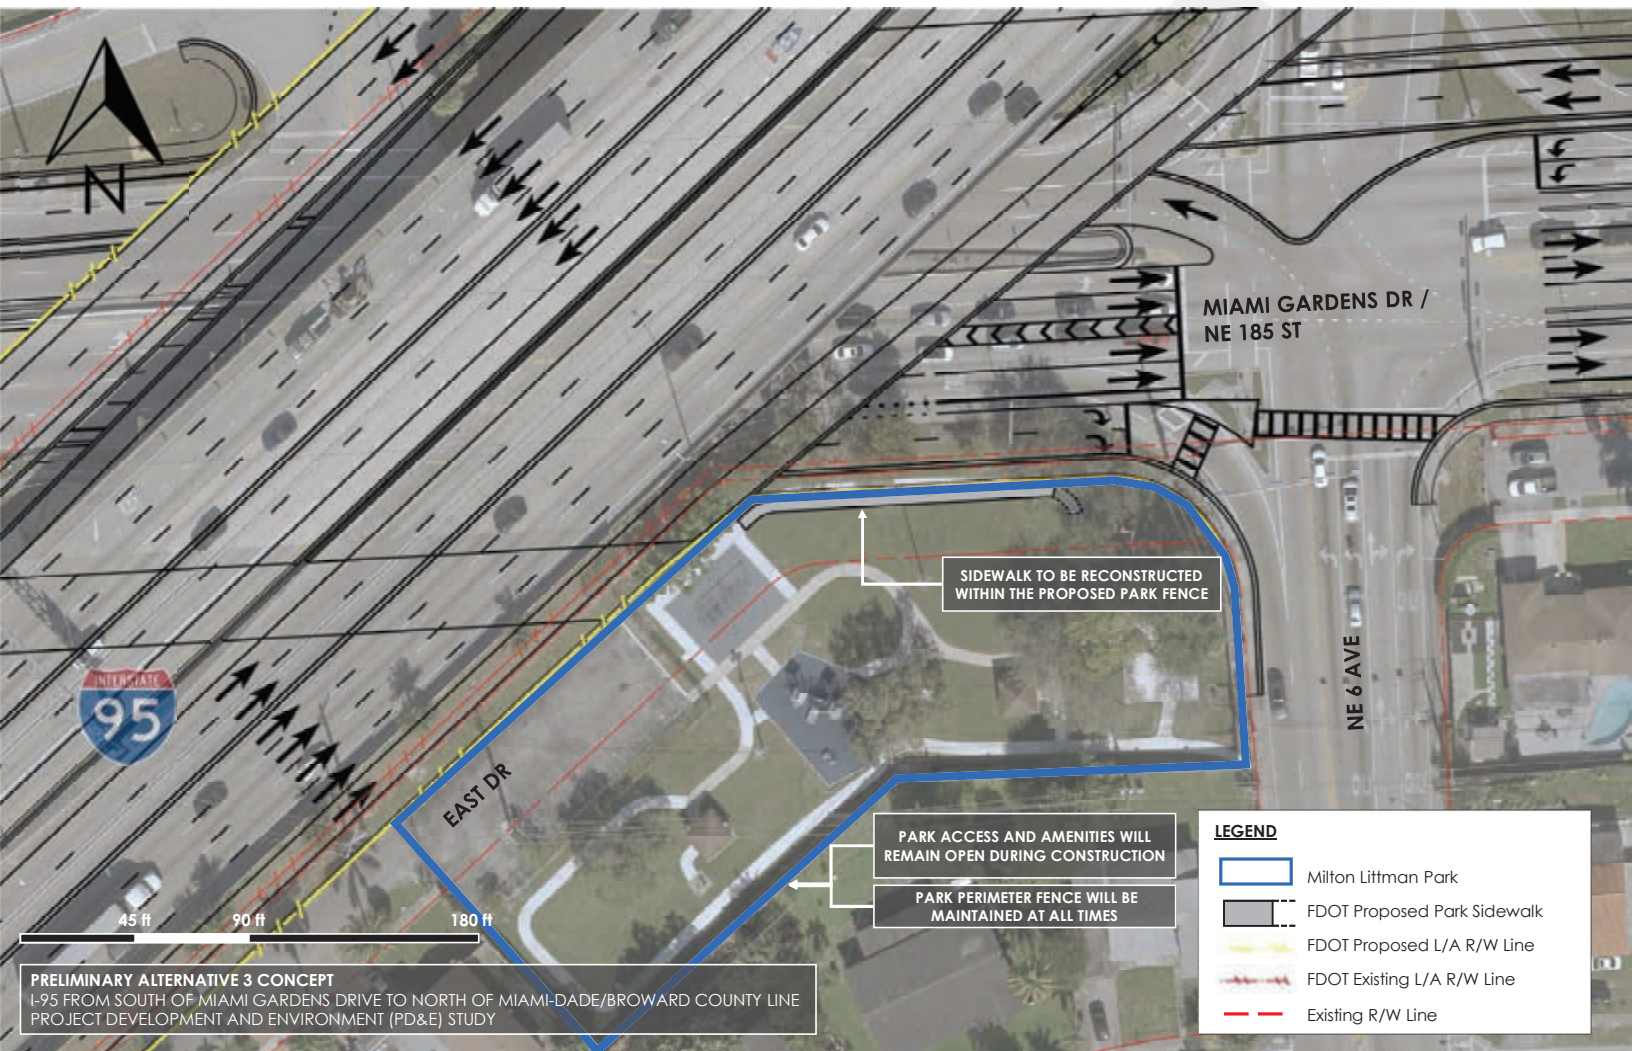 N
MIAMI GARDENS DR /
NE 185 ST
SIDEWALK TO BE RECONSTRUCTED
WITHIN THE PROPOSED PARK FENCE
NE 6 AVE
INTERSTATE
95
EAST DR
PARK ACCESS AND AMENITIES WILL
REMAIN OPEN DURING CONSTRUCTION
PARK PERIMETER FENCE WILL BE
MAINTAINED AT ALL TIMES
45 ft 90 ft 180 ft
PRELIMINARY ALTERNATIVE 3 CONCEPT
I-95 FROM SOUTH OF MIAMI GARDENS DRIVE TO NORTH OF MIAMI-DADE/BROWARD COUNTY LINE
PROJECT DEVELOPMENT AND ENVIRONMENT (PD&E) STUDY
LEGEND
Milton Littman Park
FDOT Proposed Park Sidewalk
FDOT Proposed L/A R/W Line
FDOT Existing L/A R/W Line
Existing R/W Line